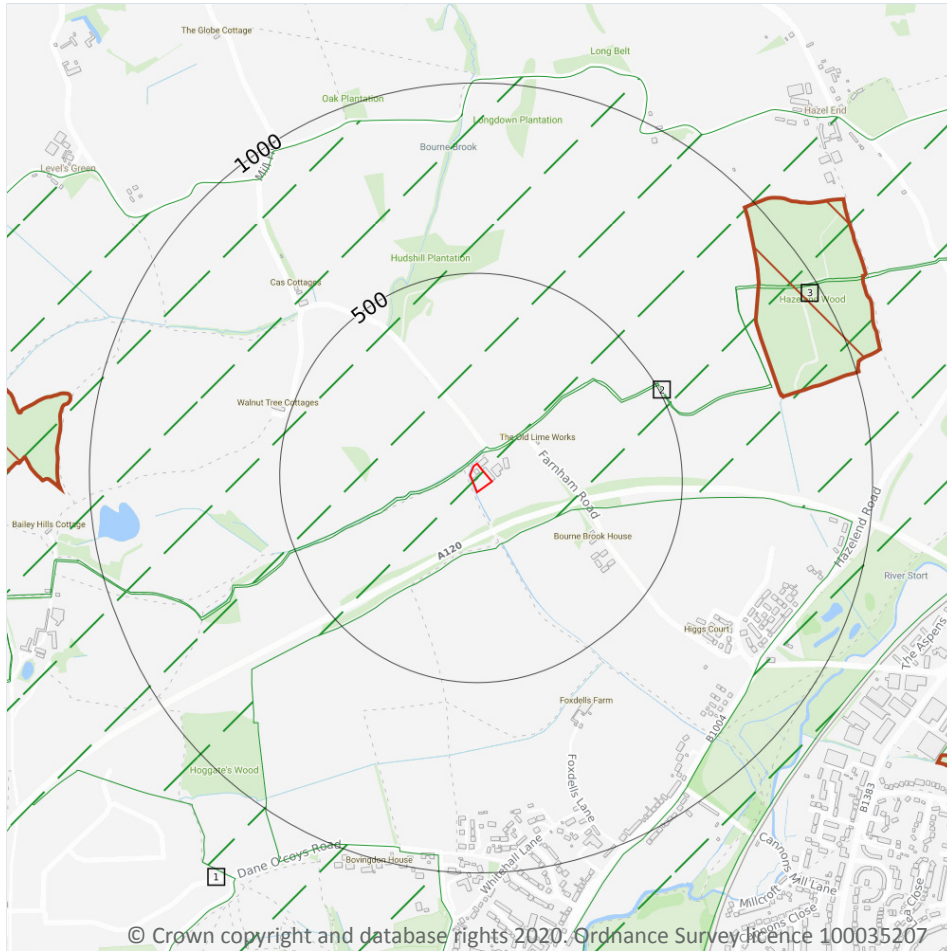 The Globe Cottage
Long Belt
Oak Plantation
Hazel End
Longdown Plantation
1000
Bourne Brook
Mill
Level's Green
Hudshill Plantation
Cas Cottages
3
Hazelend Wood
500
2
Walnut Tree Cottages
The Old Lime Works
Farnham Road
Hazelend Road
Bailey Hills Cottage
A120
Bourne Brook House
River Stort
Higgs Court
The Aspens
Foxdells Farm
B1004
Hoggate's Wood
Foxdells Lane
B1383
Dane O'coys Road
Bovingdon House
Whitehall Lane
Cannons Mill Lane
1
Millcroft
Close
© Crown copyright and database rights 2020. Ordnance Survey licence 100035207